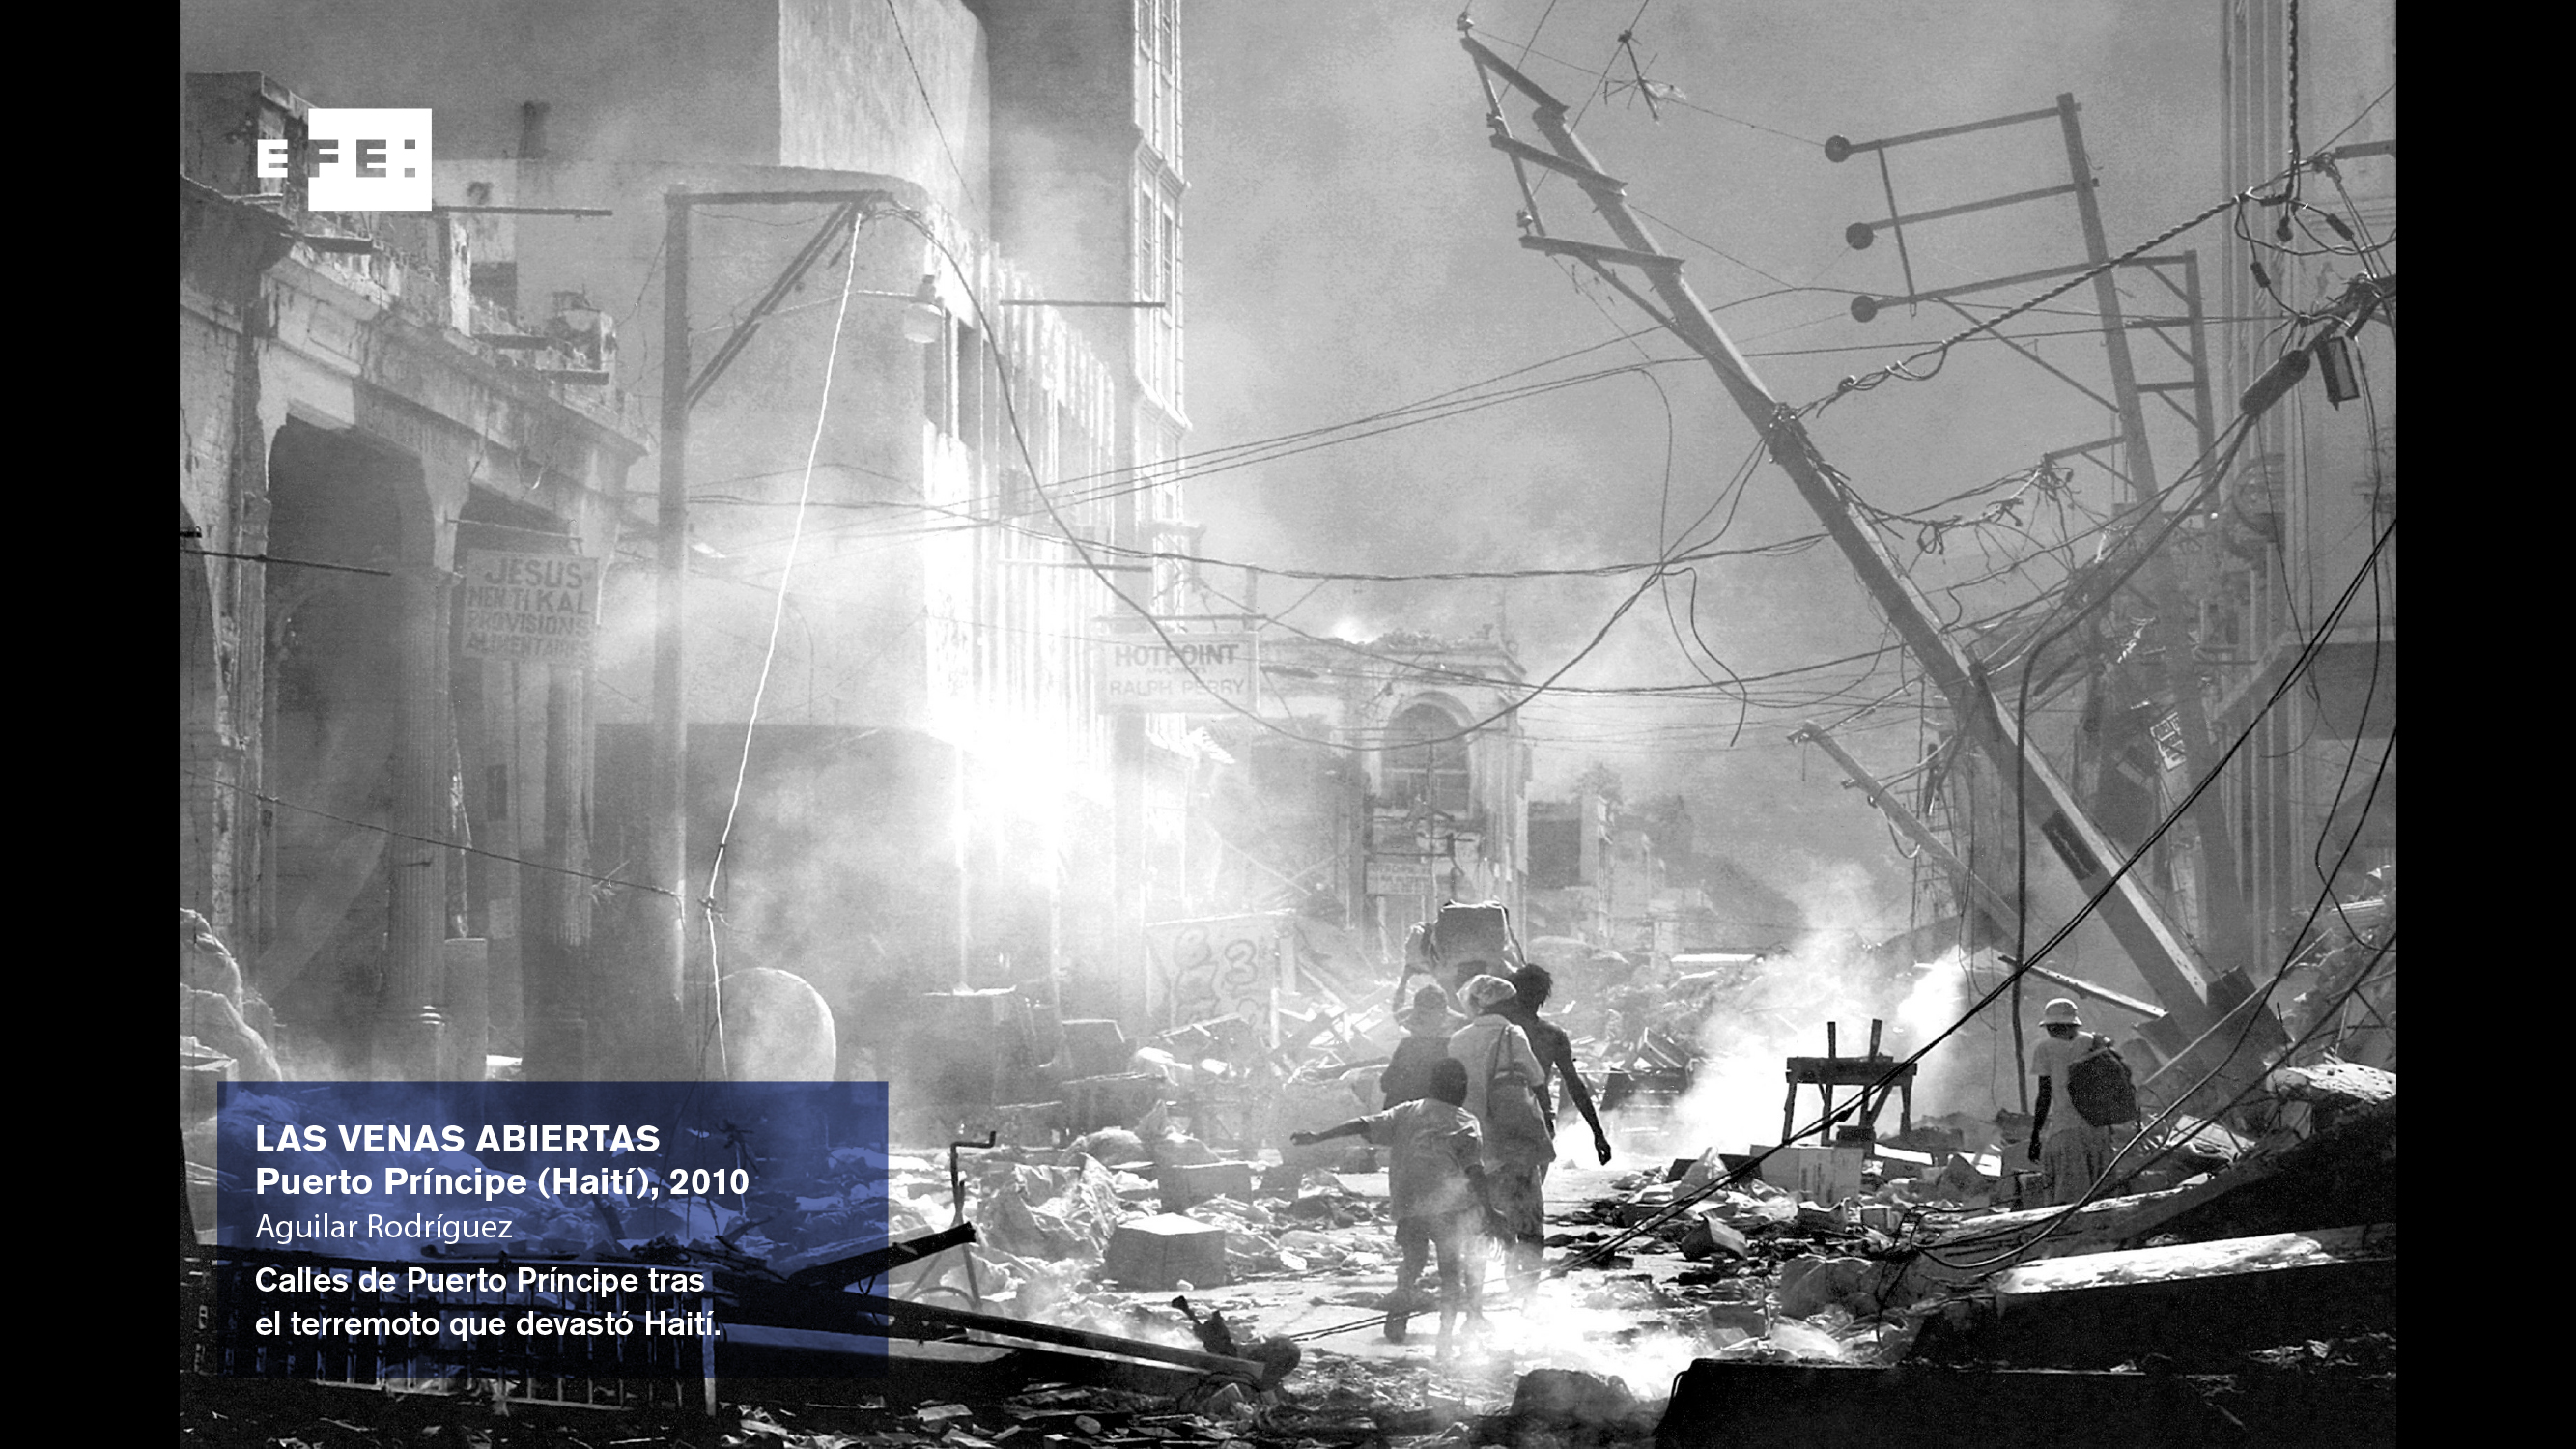 EFE:
JESUS
MEN TI KAL
PROVISIONS
ALIMENTAIRES
HOTPOINT
RALPH PERRY
LAS VENAS ABIERTAS
Puerto Príncipe (Haití), 2010
Aguilar Rodríguez
Calles de Puerto Príncipe tras
el terremoto que devastó Haití.